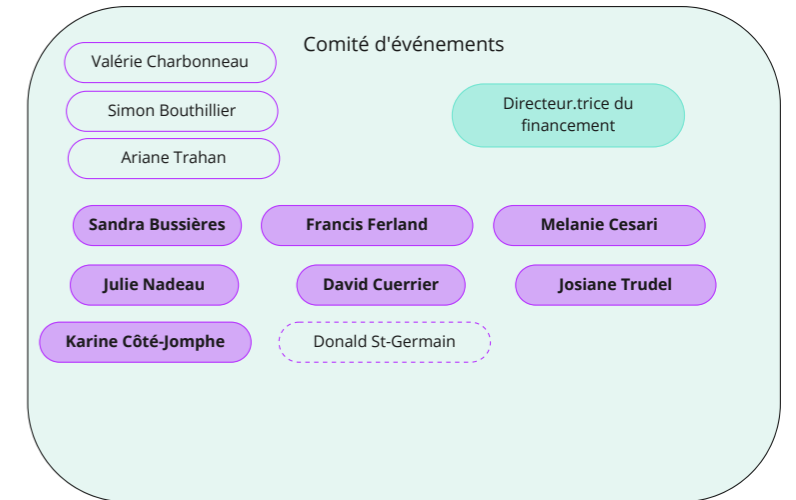 Comité d'événements
Valérie Charbonneau
Simon Bouthillier
Directeur.trice du
financement
Ariane Trahan
Sandra Bussières
Francis Ferland
Melanie Cesari
Julie Nadeau
David Cuerrier
Josiane Trudel
Karine Côté-Jomphe
Donald St-Germain